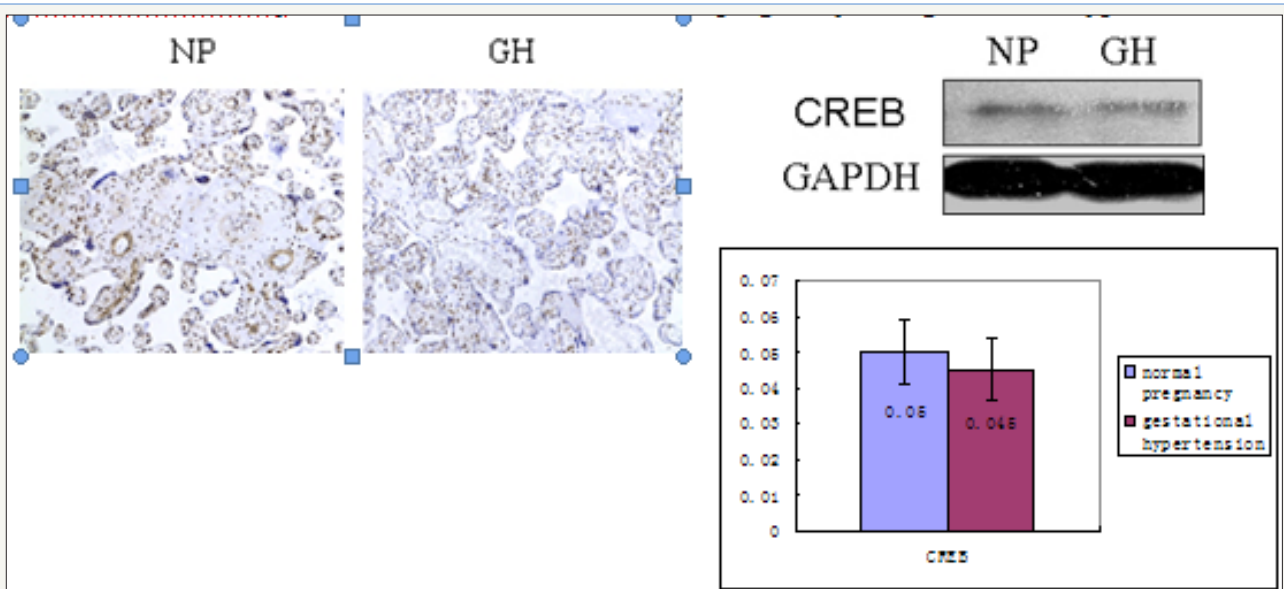 NP GH
NP GH
CREB
GAPDH
0.07
0.06
0.05
0.04
0.03
0.02
0.01
0
0.05
0.045
CREB
normal
pregnancy
gestational
hypertension